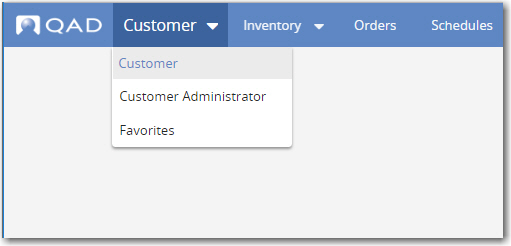 QAD Customer Inventory Orders Schedules
Customer
Customer Administrator
Favorites